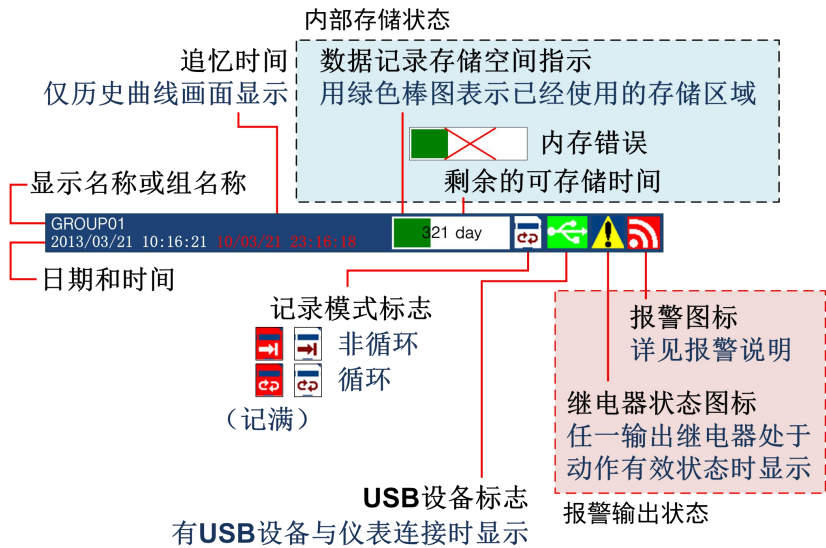 内部存储状态
追忆时间
仅历史曲线画面显示
数据记录存储空间指示
用绿色棒图表示已经使用的存储区域
内存错误
剩余的可存储时间
显示名称或组名称
GROUP01
2013/03/21 10:16:21 10/03/21 23:16:18
321 day
日期和时间
记录模式标志
非循环
循环
（记满）
报警图标
详见报警说明
继电器状态图标
任一输出继电器处于
动作有效状态时显示
USB设备标志
有USB设备与仪表连接时显示
报警输出状态